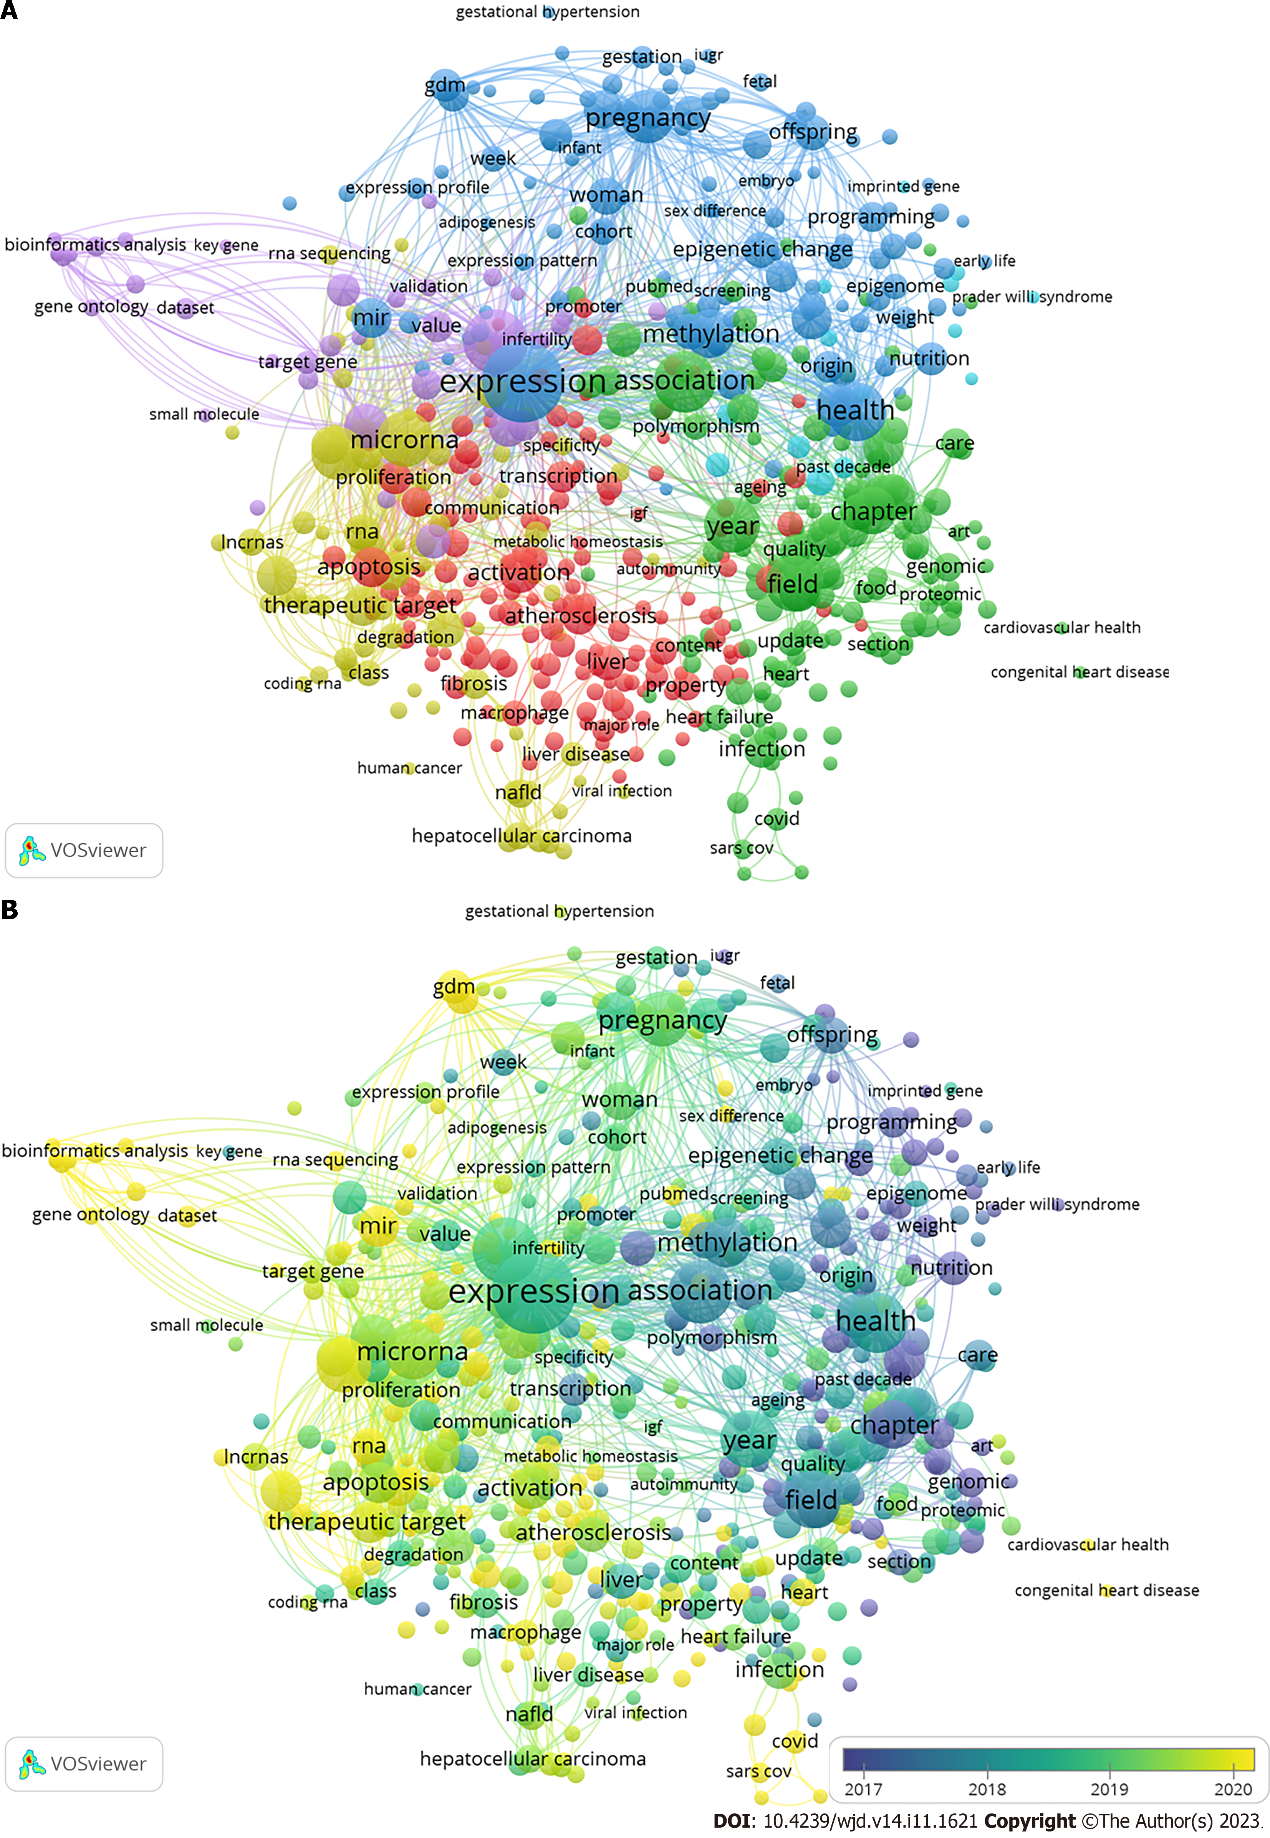 A
gestational hypertension
gestation
iugr
fetal
gdm
pregnancy
offspring
infant
week
embryo
expression profile
woman
imprinted gene
adipogenesis
sex difference
programming
cohort
bioinformatics analysis
key gene
rna sequencing
epigenetic change
expression pattern
early life
validation
pubmed
screening
epigenome
prader willi syndrome
gene ontology
dataset
promoter
mir
value
weight
infertility
methylation
target gene
origin
nutrition
expression
association
small molecule
health
polymorphism
microrna
specificity
care
past decade
proliferation
transcription
ageing
communication
igf
year
chapter
lncrnas
rna
metabolic homeostasis
quality
art
apoptosis
activation
autoimmunity
field
genomic
food
proteomic
therapeutic target
atherosclerosis
cardiovascular health
degradation
content
update
section
class
liver
heart
congenital heart disease
coding rna
fibrosis
property
macrophage
major role
heart failure
liver disease
infection
human cancer
nafld
viral infection
covid
hepatocellular carcinoma
sars cov
VOSviewer
B
gestational hypertension
gestation
iugr
fetal
gdm
pregnancy
offspring
infant
week
embryo
expression profile
woman
imprinted gene
adipogenesis
sex difference
programming
cohort
bioinformatics analysis
key gene
rna sequencing
epigenetic change
expression pattern
early life
validation
pubmed
screening
epigenome
prader willi syndrome
gene ontology
dataset
promoter
mir
value
weight
infertility
methylation
target gene
origin
nutrition
expression
association
small molecule
health
polymorphism
microrna
specificity
care
past decade
proliferation
transcription
ageing
communication
igf
year
chapter
lncrnas
rna
metabolic homeostasis
quality
art
apoptosis
activation
autoimmunity
field
genomic
food
proteomic
therapeutic target
atherosclerosis
cardiovascular health
degradation
content
update
section
class
liver
heart
congenital heart disease
coding rna
fibrosis
property
macrophage
major role
heart failure
liver disease
infection
human cancer
nafld
viral infection
covid
hepatocellular carcinoma
sars cov
VOSviewer
2017 2018 2019 2020
DOI: 10.4239/wjd.v14.i11.1621 Copyright ©The Author(s) 2023.